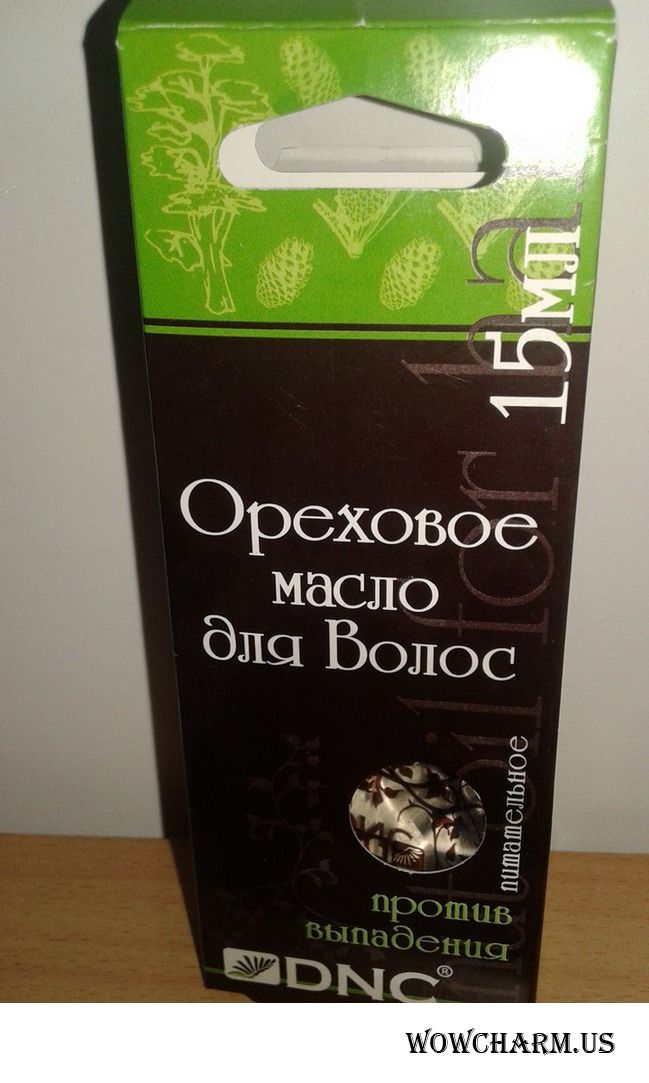 15мл
Ореховое
масло
для Волос
питательное
против
выпадения
DNC®
WOWCHARM.US